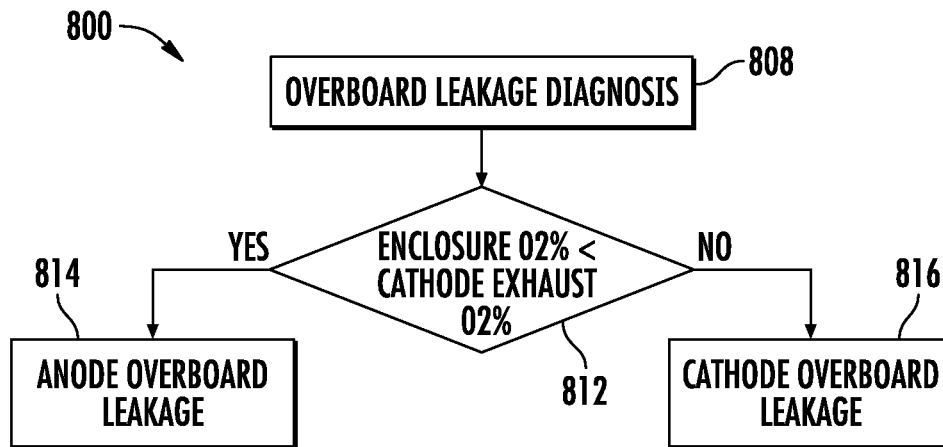 800
OVERBOARD LEAKAGE DIAGNOSIS
808
YES
ENCLOSURE 02% <
CATHODE EXHAUST
02%
NO
814
816
812
ANODE OVERBOARD
LEAKAGE
CATHODE OVERBOARD
LEAKAGE